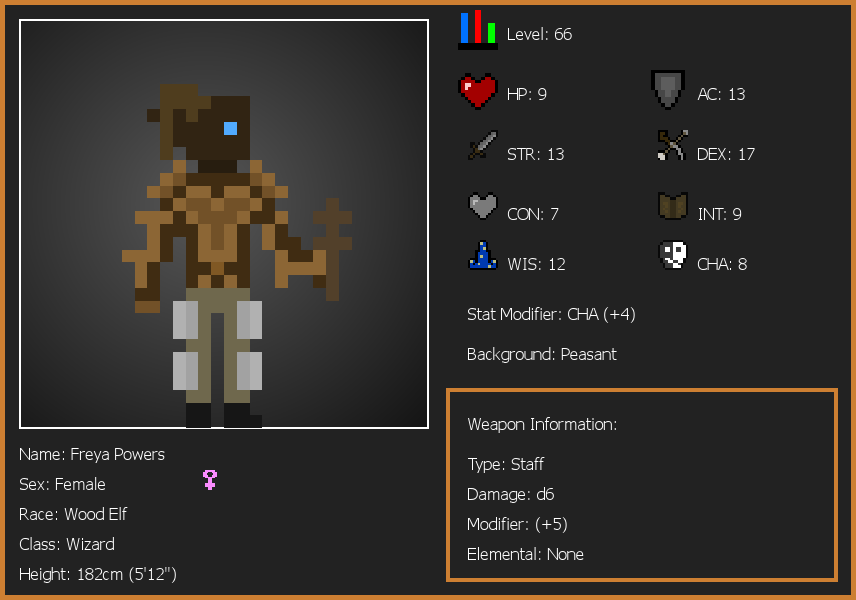 Level: 66
HP: 9
AC: 13
STR: 13
DEX: 17
CON: 7
INT: 9
WIS: 12
CHA: 8
Stat Modifier: CHA (+4)
Background: Peasant
Weapon Information:
Type: Staff
Damage: d6
Modifier: (+5)
Elemental: None
Name: Freya Powers
Sex: Female
Race: Wood Elf
Class: Wizard
Height: 182cm (5'12")